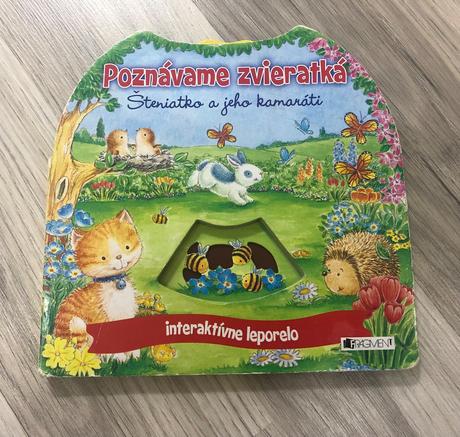 Poznávame zvieratká
Šteniatko a jeho kamaráti
interaktívne leporelo
FRAGMENT